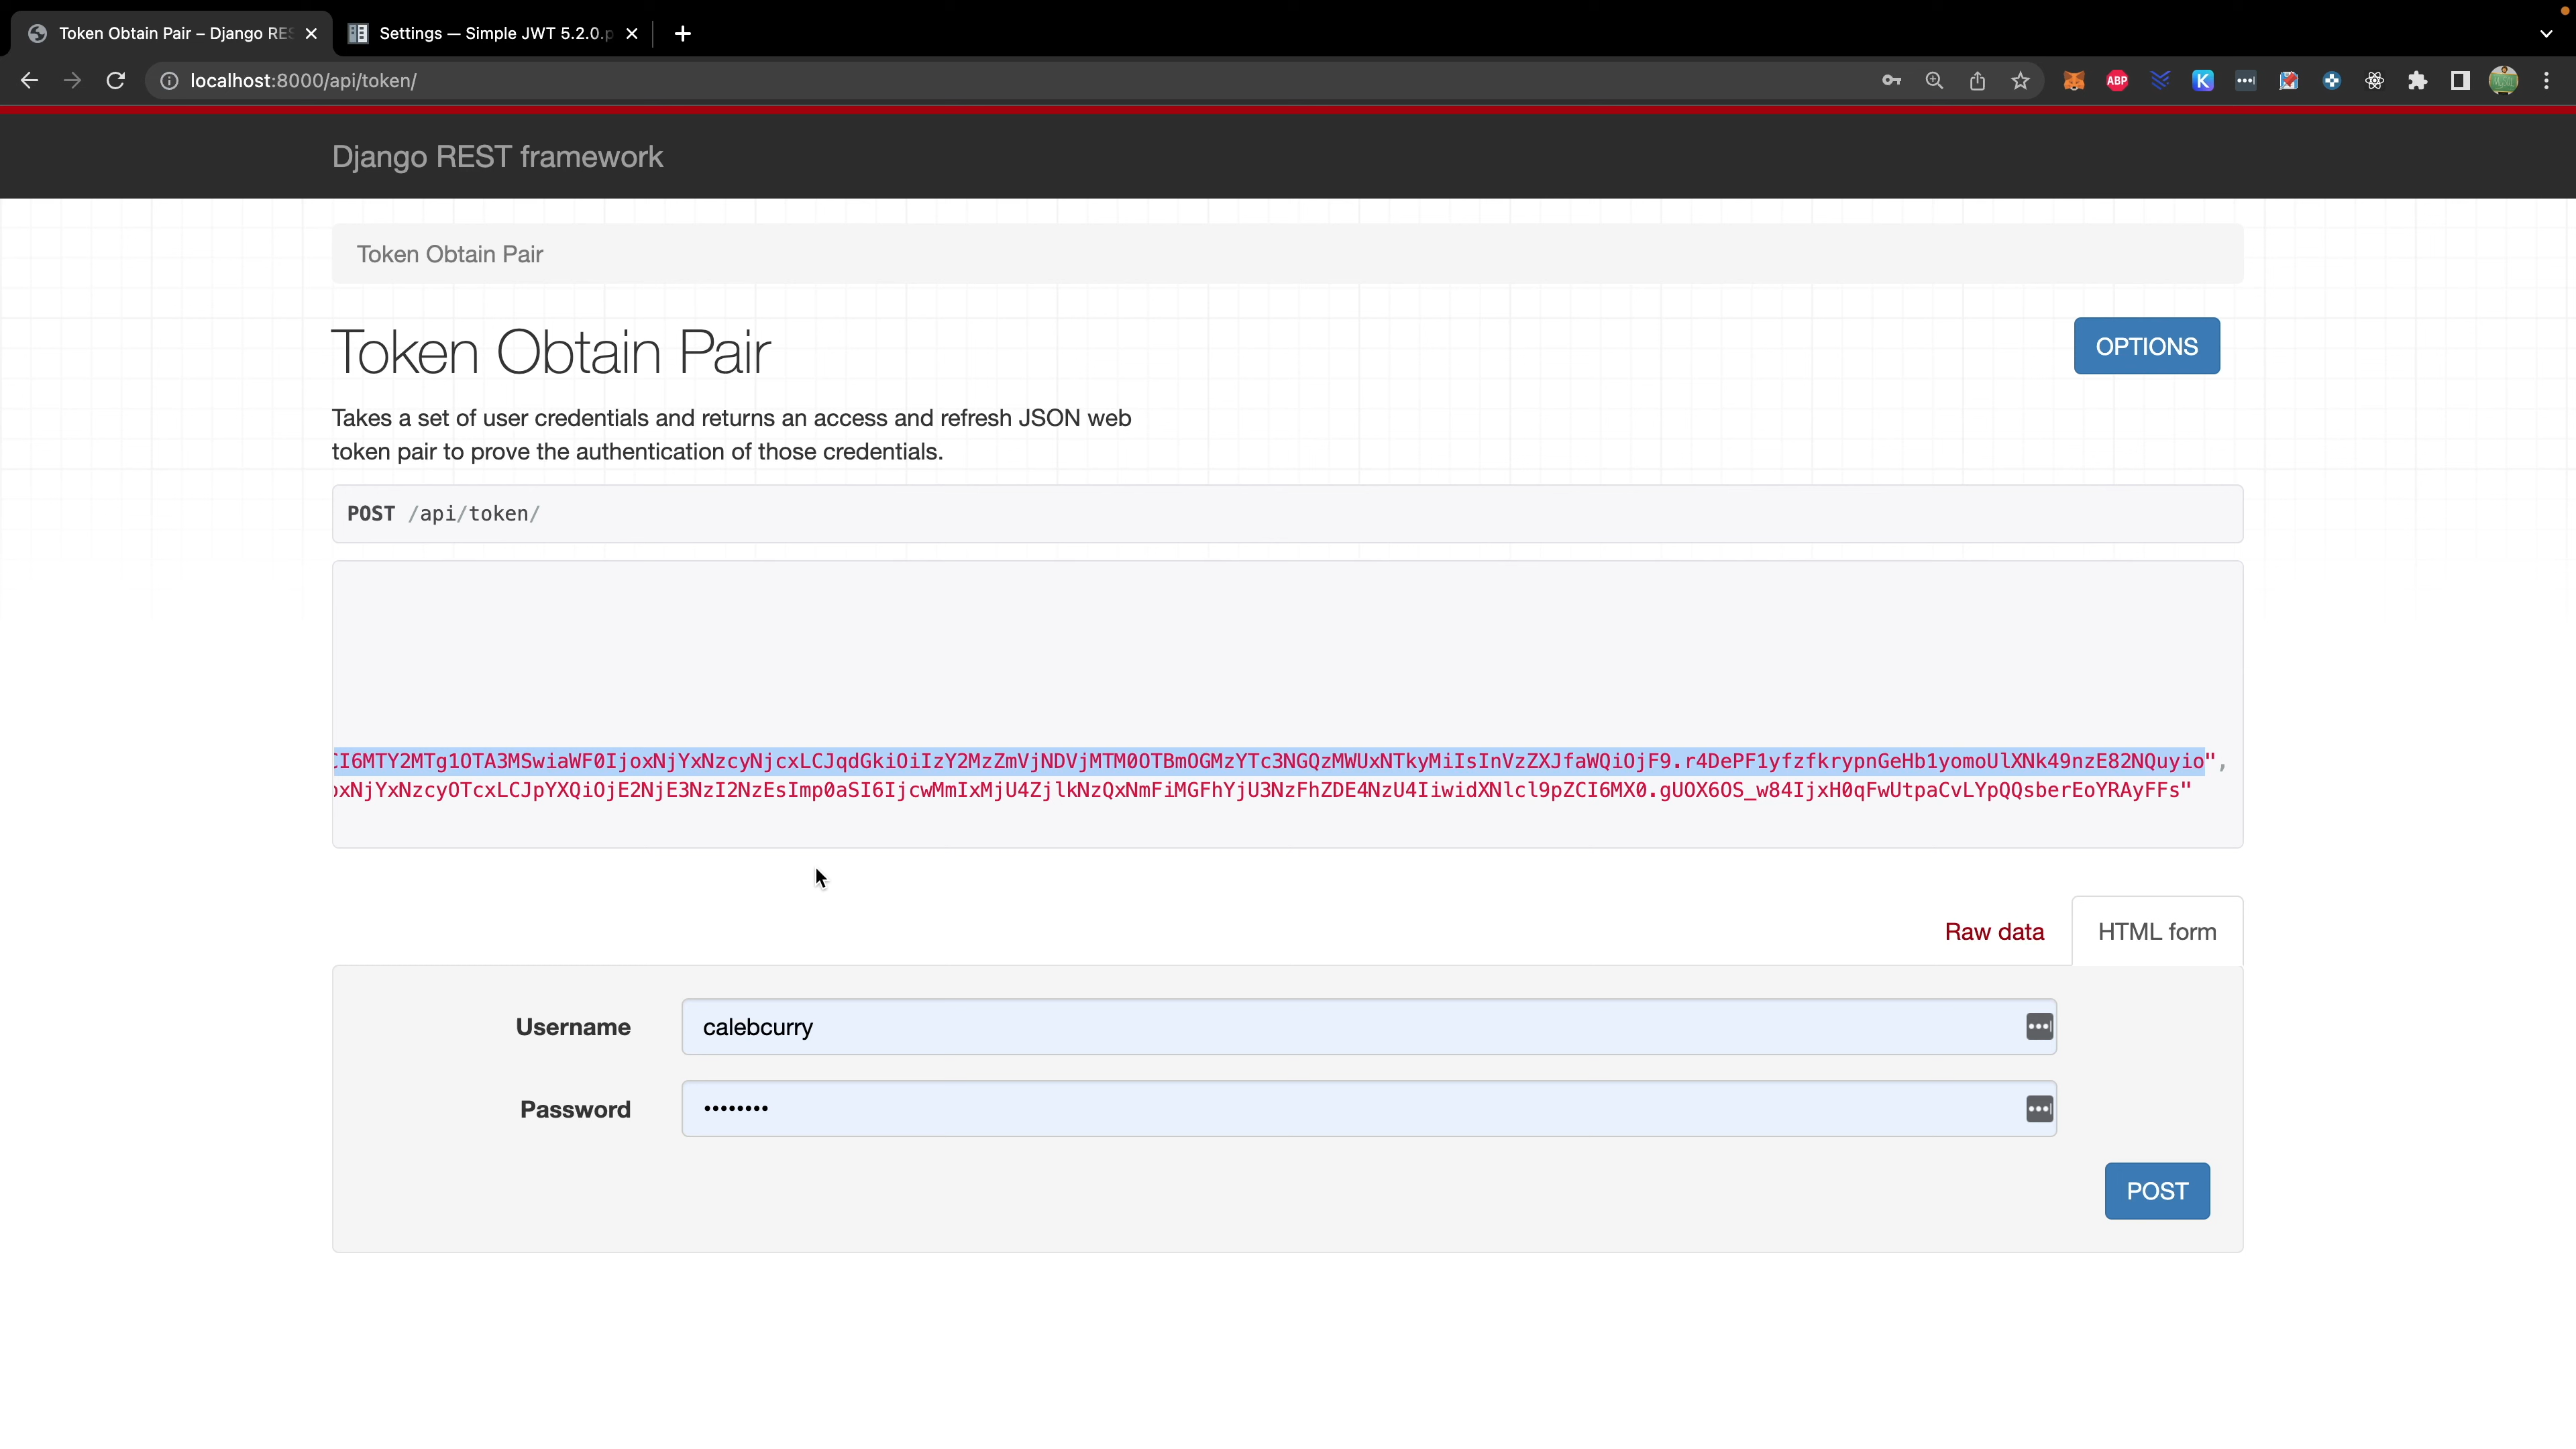 Token Obtain Pair – Django RES
Settings — Simple JWT 5.2.0.p
localhost:8000/api/token/
ABP
K
Django REST framework
Token Obtain Pair
Token Obtain Pair
OPTIONS
Takes a set of user credentials and returns an access and refresh JSON web
token pair to prove the authentication of those credentials.
POST /api/token/
CI6MTY2MTg1OTA3MSwiaWF0IjoxNjYxNzcyNjcxLCJqdGkiOiIzY2MzZmVjNDVjMTM0OTBmOGMzYTc3NGQzMWUxNTkyMiIsInVzZXJfaWQiOjF9.r4DePF1yfzfkrypnGeHb1yomoUlXNk49nzE82NQuyio",
oxNjYxNzcyOTcxLCJpYXQiOjE2NjE3NzI2NzEsImp0aSI6IjcwMmIxMjU4ZjlkNzQxNmFiMGFhYjU3NzFhZDE4NzU4IiwidXNlcl9pZCI6MX0.gUOX6OS_w84IjxH0qFwUtpaCvLYpQQsberEoYRAyFFs"
Raw data
HTML form
Username
calebcurry
Password
••••••••
POST